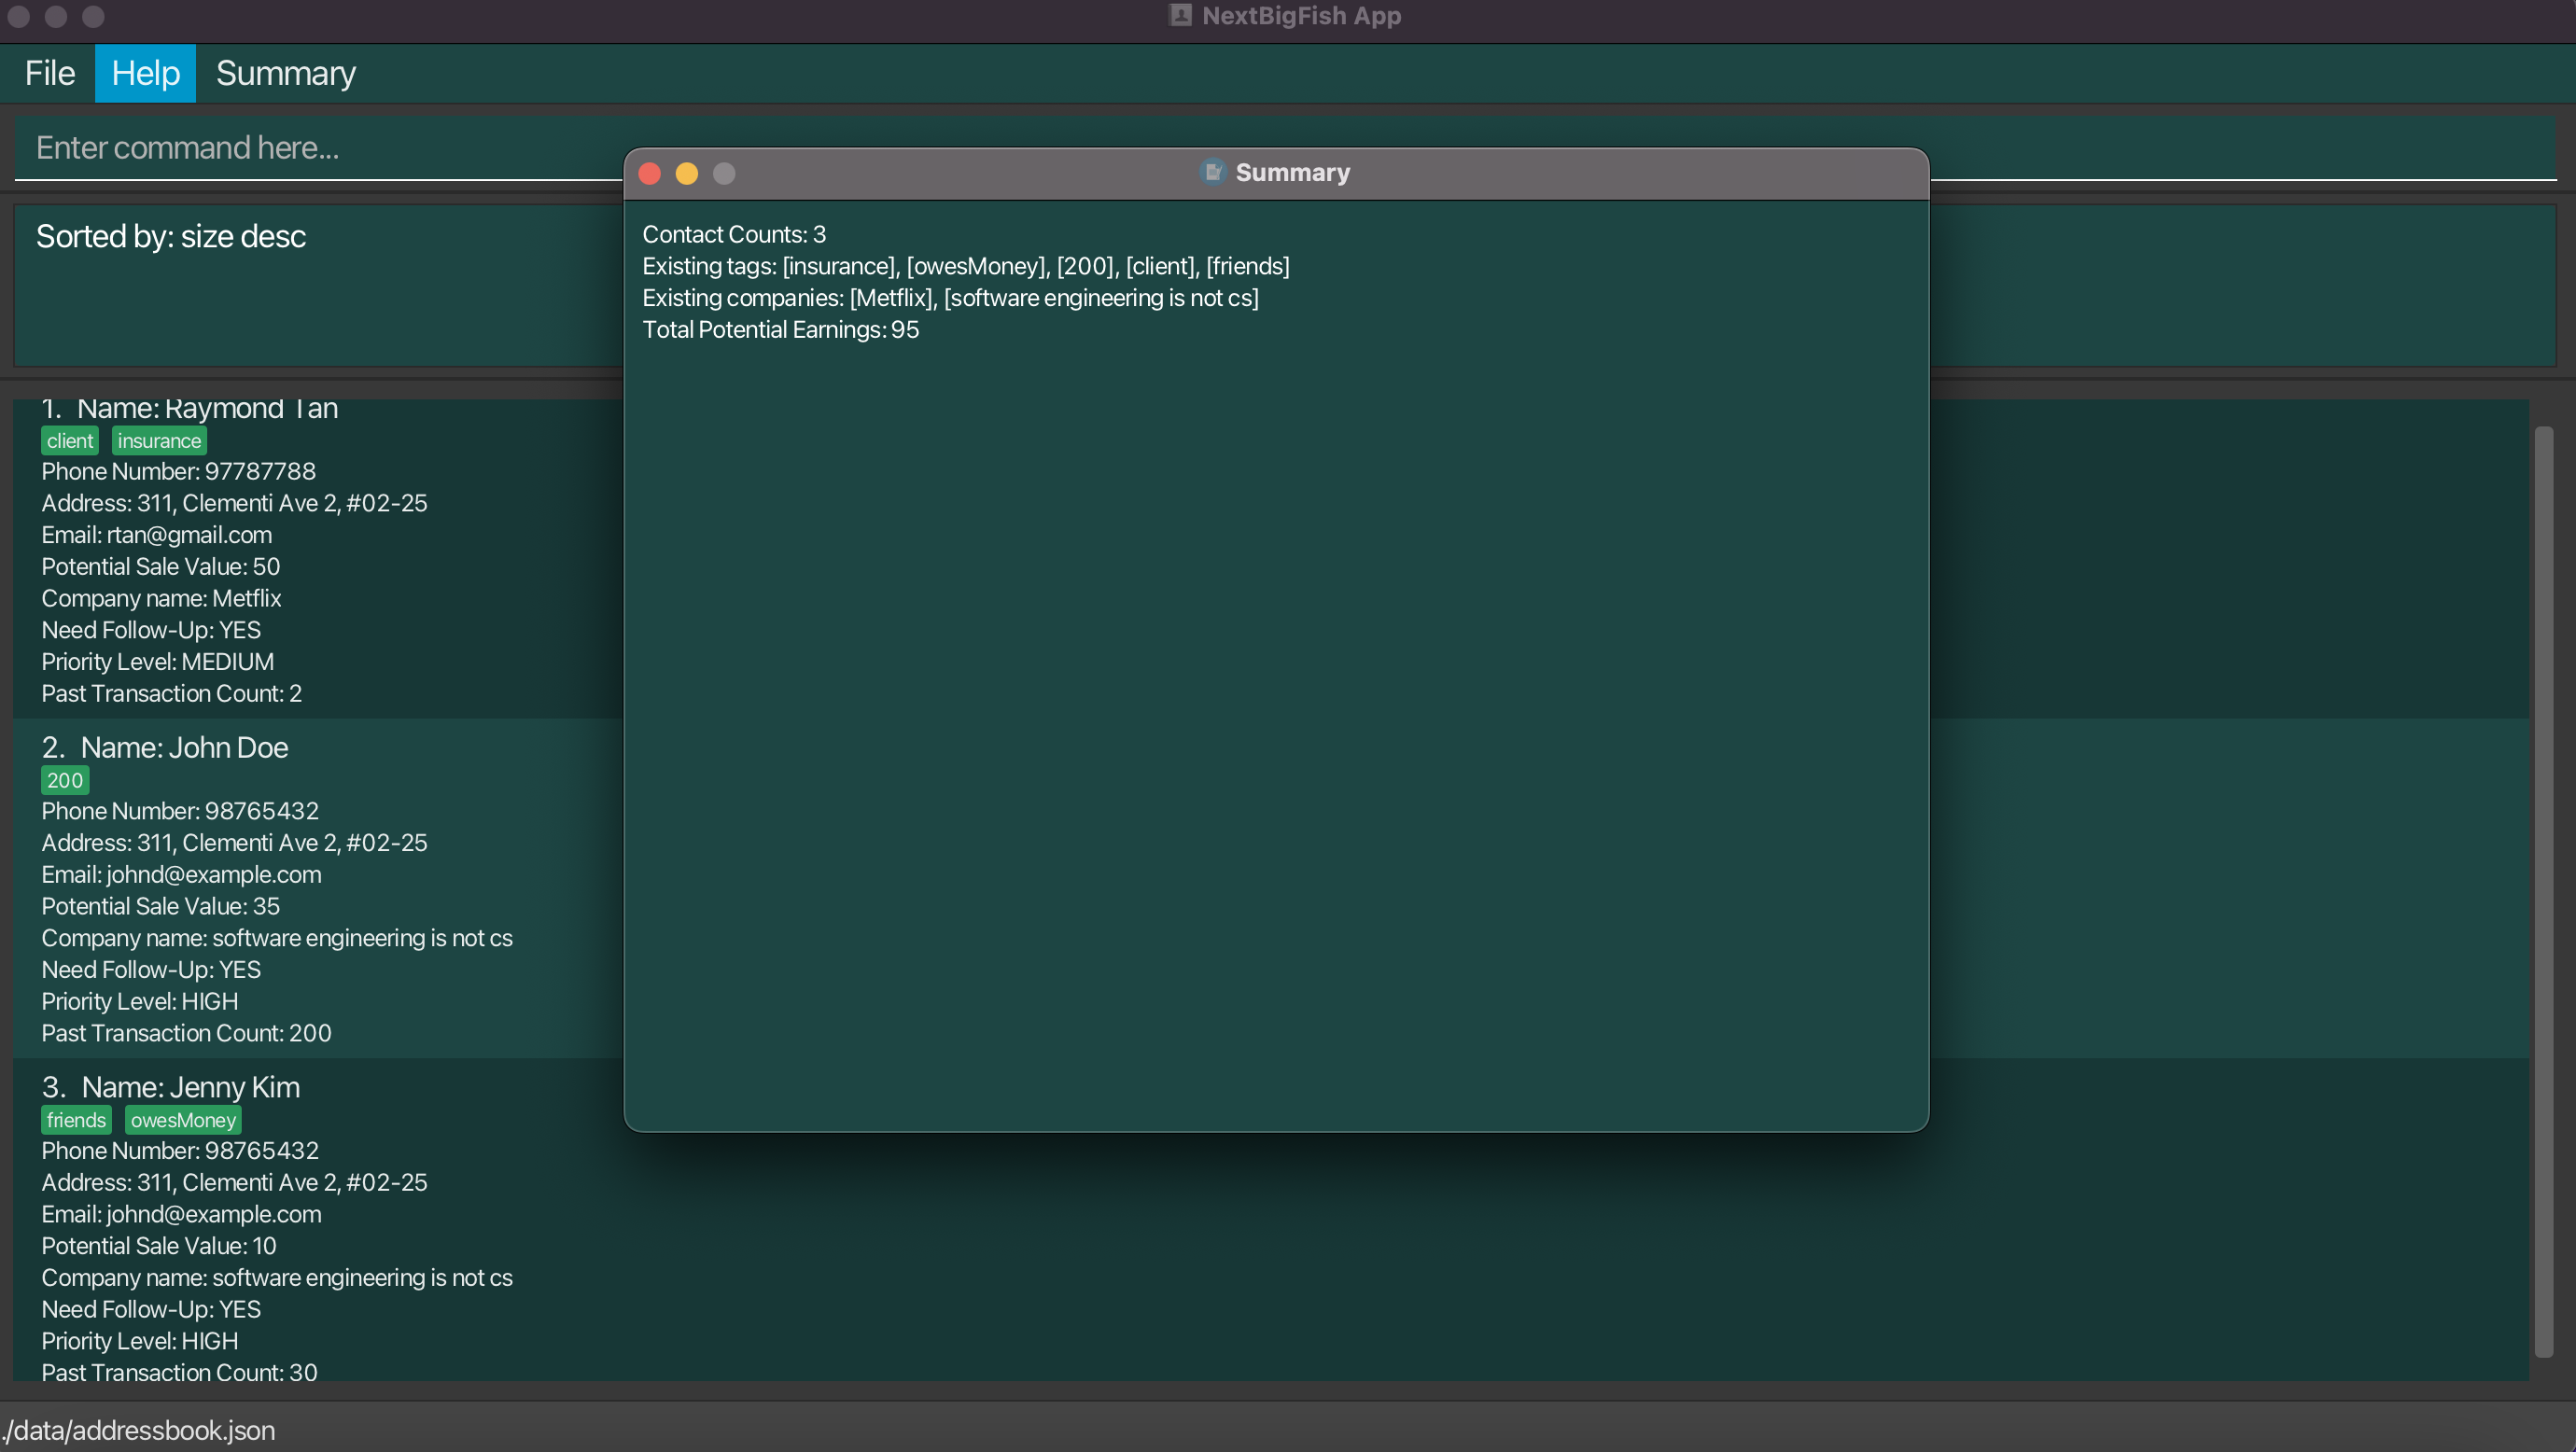 NextBigFish App
File Help Summary
Enter command here...
Sorted by: size desc
1. Name: Raymond Tan
client insurance
Phone Number: 97787788
Address: 311, Clementi Ave 2, #02-25
Email: rtan@gmail.com
Potential Sale Value: 50
Company name: Metflix
Need Follow-Up: YES
Priority Level: MEDIUM
Past Transaction Count: 2
2. Name: John Doe
200
Phone Number: 98765432
Address: 311, Clementi Ave 2, #02-25
Email: johnd@example.com
Potential Sale Value: 35
Company name: software engineering is not cs
Need Follow-Up: YES
Priority Level: HIGH
Past Transaction Count: 200
3. Name: Jenny Kim
friends owesMoney
Phone Number: 98765432
Address: 311, Clementi Ave 2, #02-25
Email: johnd@example.com
Potential Sale Value: 10
Company name: software engineering is not cs
Need Follow-Up: YES
Priority Level: HIGH
Past Transaction Count: 30
Summary
Contact Counts: 3
Existing tags: [insurance], [owesMoney], [200], [client], [friends]
Existing companies: [Metflix], [software engineering is not cs]
Total Potential Earnings: 95
./data/addressbook.json